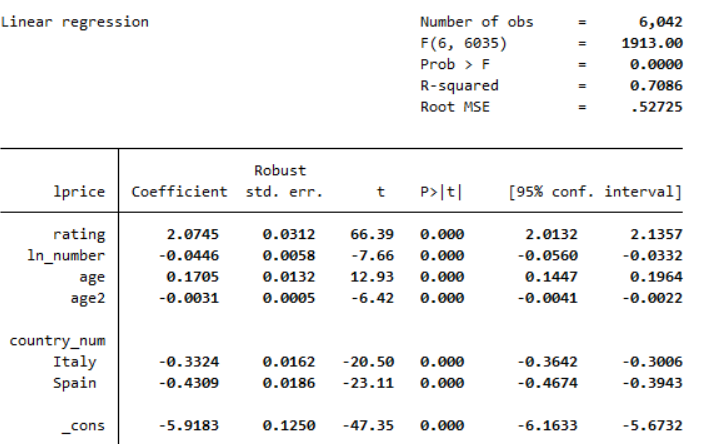 Linear regression Number of obs = 6,042
F(6, 6035) = 1913.00
Prob > F = 0.0000
R-squared = 0.7086
Root MSE = .52725
Robust
lprice Coefficient std. err. t P>|t| [95% conf. interval]
rating 2.0745 0.0312 66.39 0.000 2.0132 2.1357
ln_number -0.0446 0.0058 -7.66 0.000 -0.0560 -0.0332
age 0.1705 0.0132 12.93 0.000 0.1447 0.1964
age2 -0.0031 0.0005 -6.42 0.000 -0.0041 -0.0022
country_num
Italy -0.3324 0.0162 -20.50 0.000 -0.3642 -0.3006
Spain -0.4309 0.0186 -23.11 0.000 -0.4674 -0.3943
_cons -5.9183 0.1250 -47.35 0.000 -6.1633 -5.6732